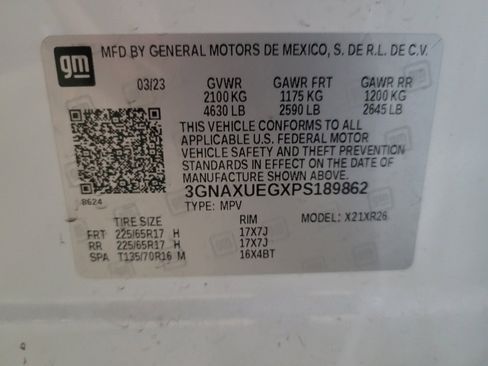 gm
MFD BY GENERAL MOTORS DE MEXICO, S. DE R.L. DE C.V.
03/23 GVWR GAWR FRT GAWR RR
2100 KG 1175 KG 1200 KG
4630 LB 2590 LB 2645 LB
THIS VEHICLE CONFORMS TO ALL
APPLICABLE U.S. FEDERAL MOTOR
VEHICLE SAFETY AND THEFT PREVENTION
STANDARDS IN EFFECT ON THE DATE OF
MANUFACTURE SHOWN ABOVE.
3GNAXUEGXPS189862
8624 TYPE: MPV
TIRE SIZE RIM MODEL: X21XR26
FRT 225/65R17 H 17X7J
RR 225/65R17 H 17X7J
SPA T135/70R16 M 16X4BT